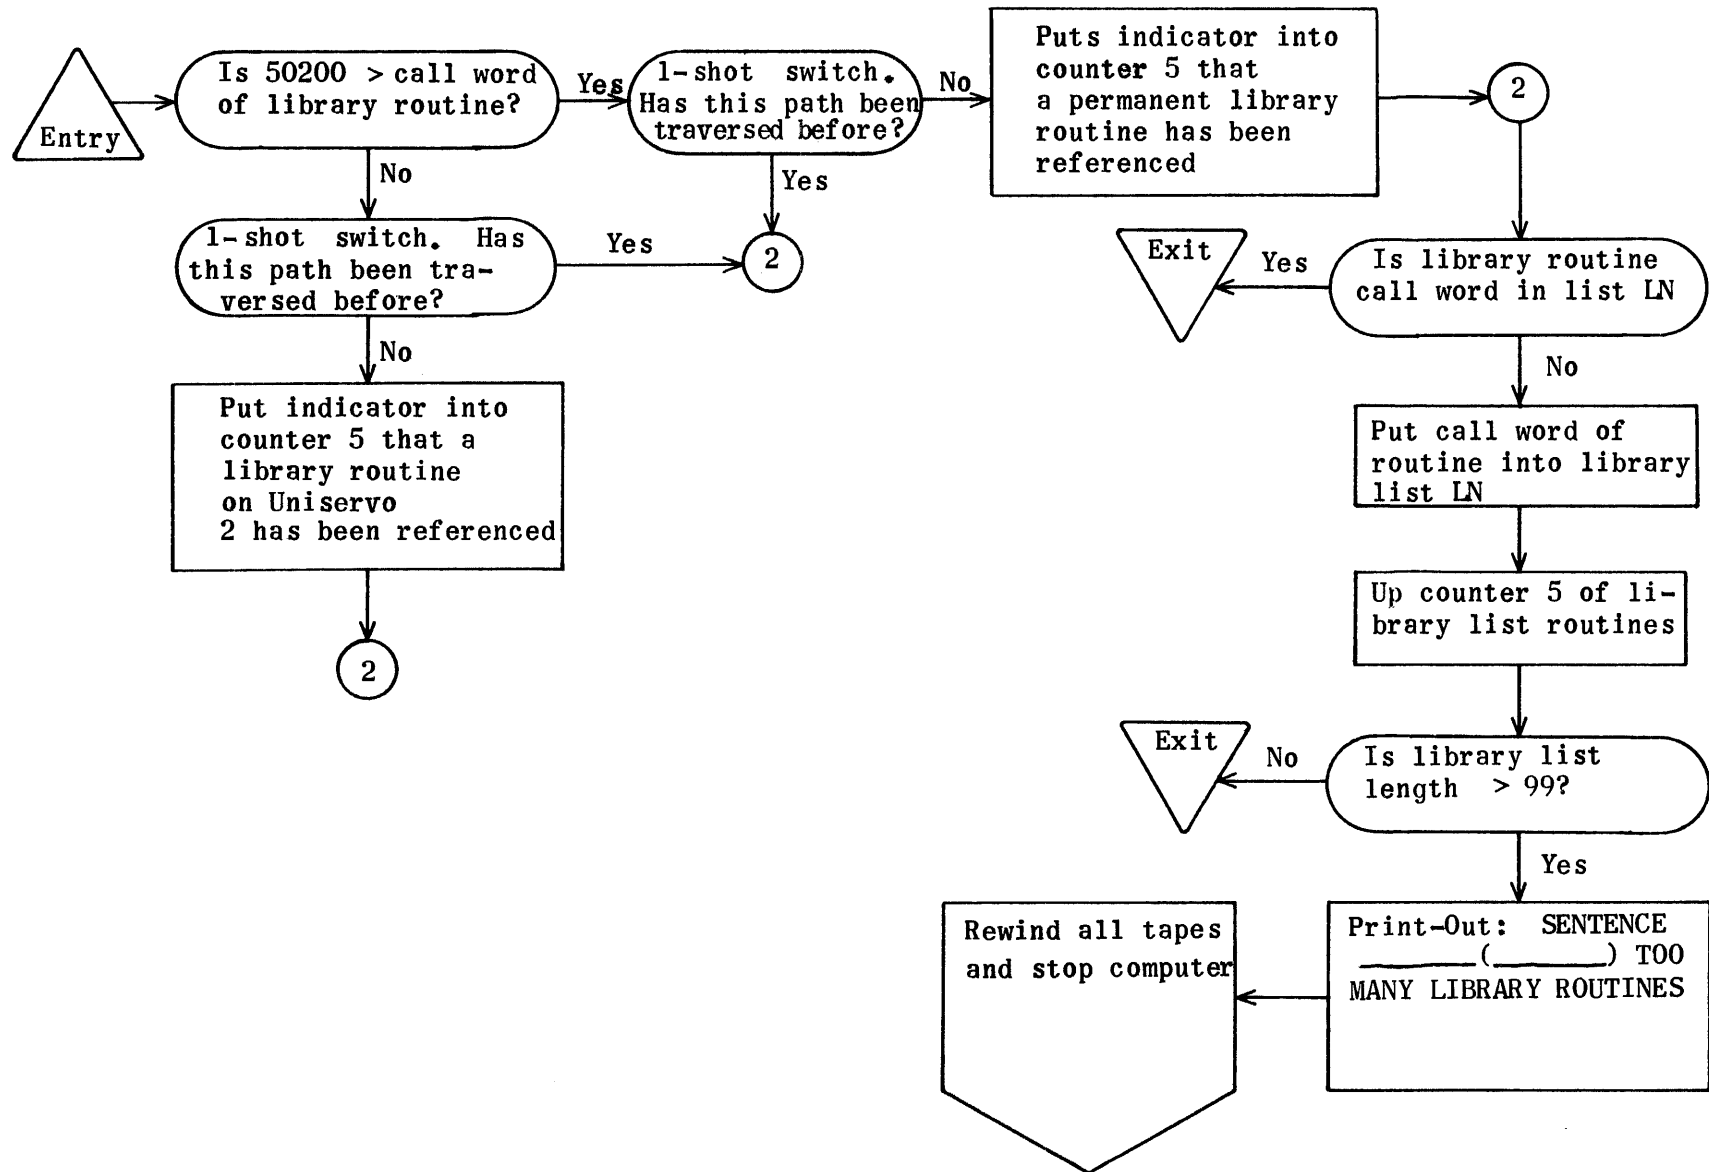 Entry
Is 50200 > call word
of library routine?
Yes
1-shot switch.
Has this path been
traversed before?
No
Puts indicator into
counter 5 that
a permanent library
routine has been
referenced
2
No
Yes
1-shot switch. Has
this path been tra-
versed before?
Yes
2
Exit
Yes
Is library routine
call word in list LN
No
No
Put indicator into
counter 5 that a
library routine
on Uniservo
2 has been referenced
2
Put call word of
routine into library
list LN
Up counter 5 of li-
brary list routines
Exit
No
Is library list
length > 99?
Yes
Rewind all tapes
and stop computer
Print-Out: SENTENCE
_______(_______) TOO
MANY LIBRARY ROUTINES